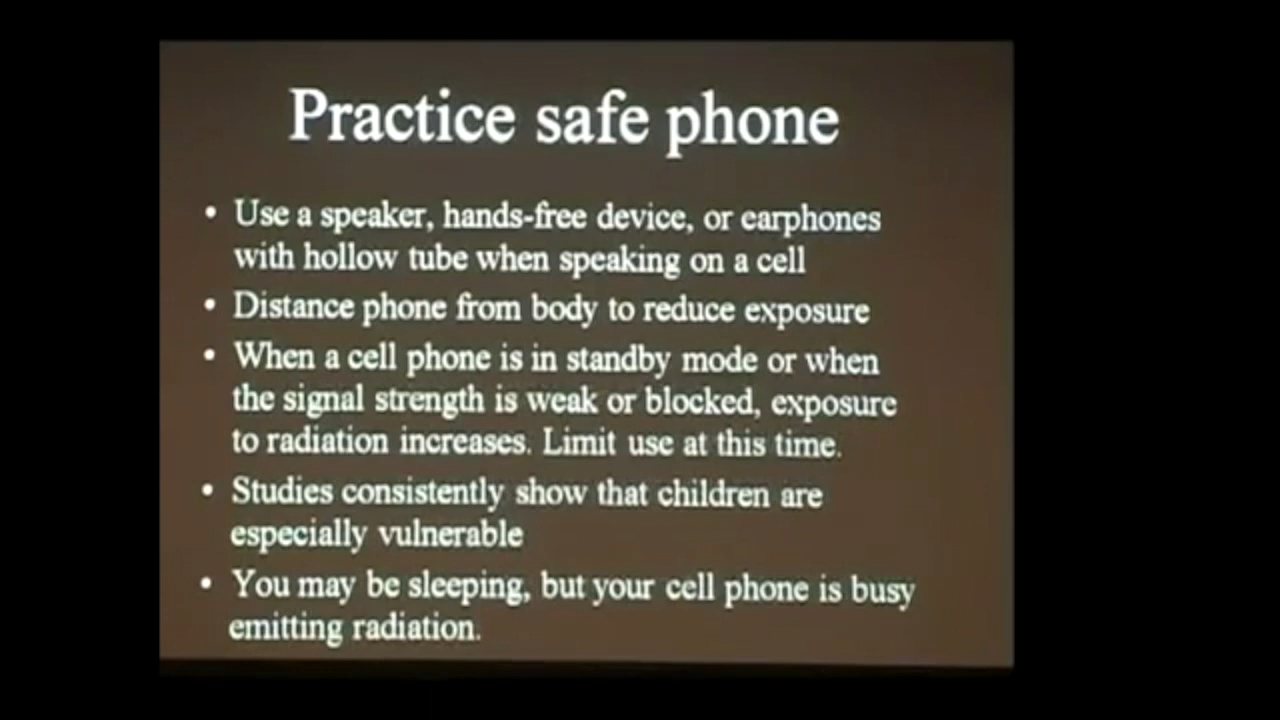 Practice safe phone
• Use a speaker, hands-free device, or earphones
with hollow tube when speaking on a cell
• Distance phone from body to reduce exposure
• When a cell phone is in standby mode or when
the signal strength is weak or blocked, exposure
to radiation increases. Limit use at this time.
• Studies consistently show that children are
especially vulnerable
• You may be sleeping, but your cell phone is busy
emitting radiation.